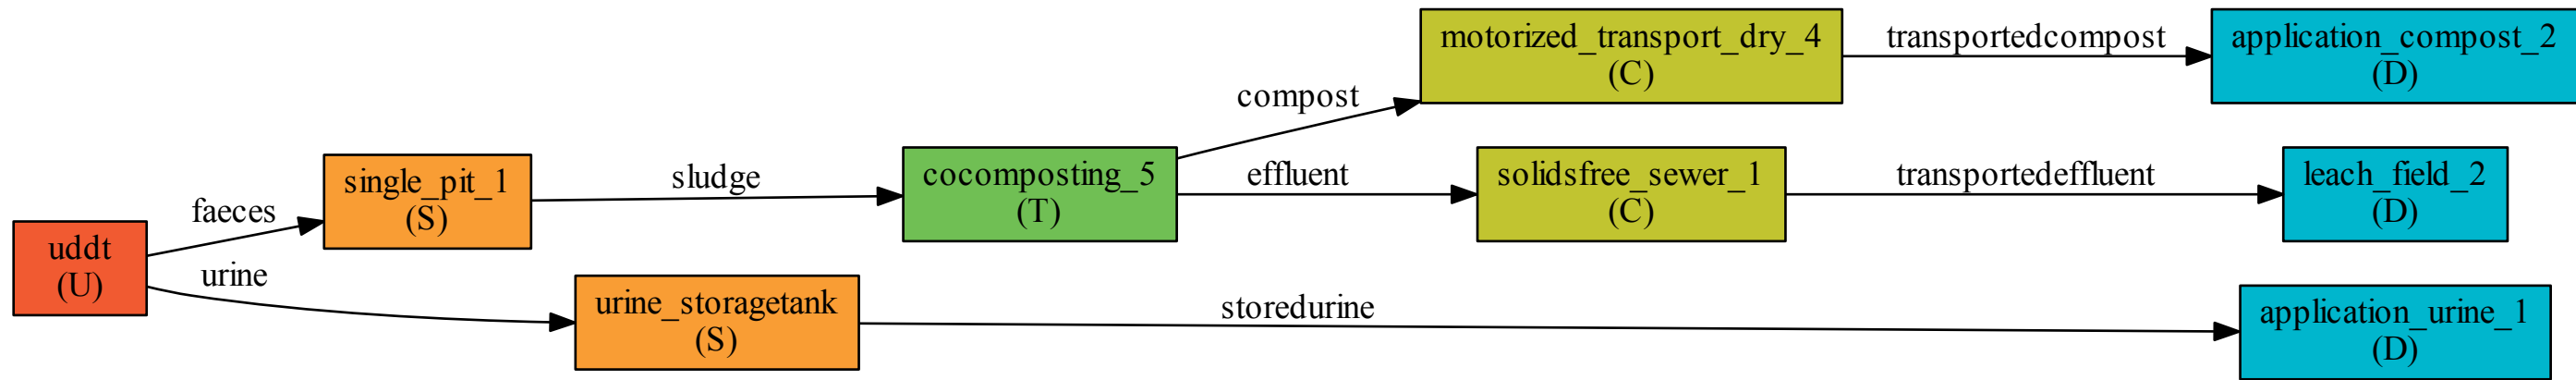 uddt
(U)
faeces
urine
single_pit_1
(S)
urine_storagetank
(S)
sludge
storedurine
cocomposting_5
(T)
compost
effluent
motorized_transport_dry_4
(C)
solidsfree_sewer_1
(C)
transportedcompost
transportedeffluent
application_compost_2
(D)
leach_field_2
(D)
application_urine_1
(D)